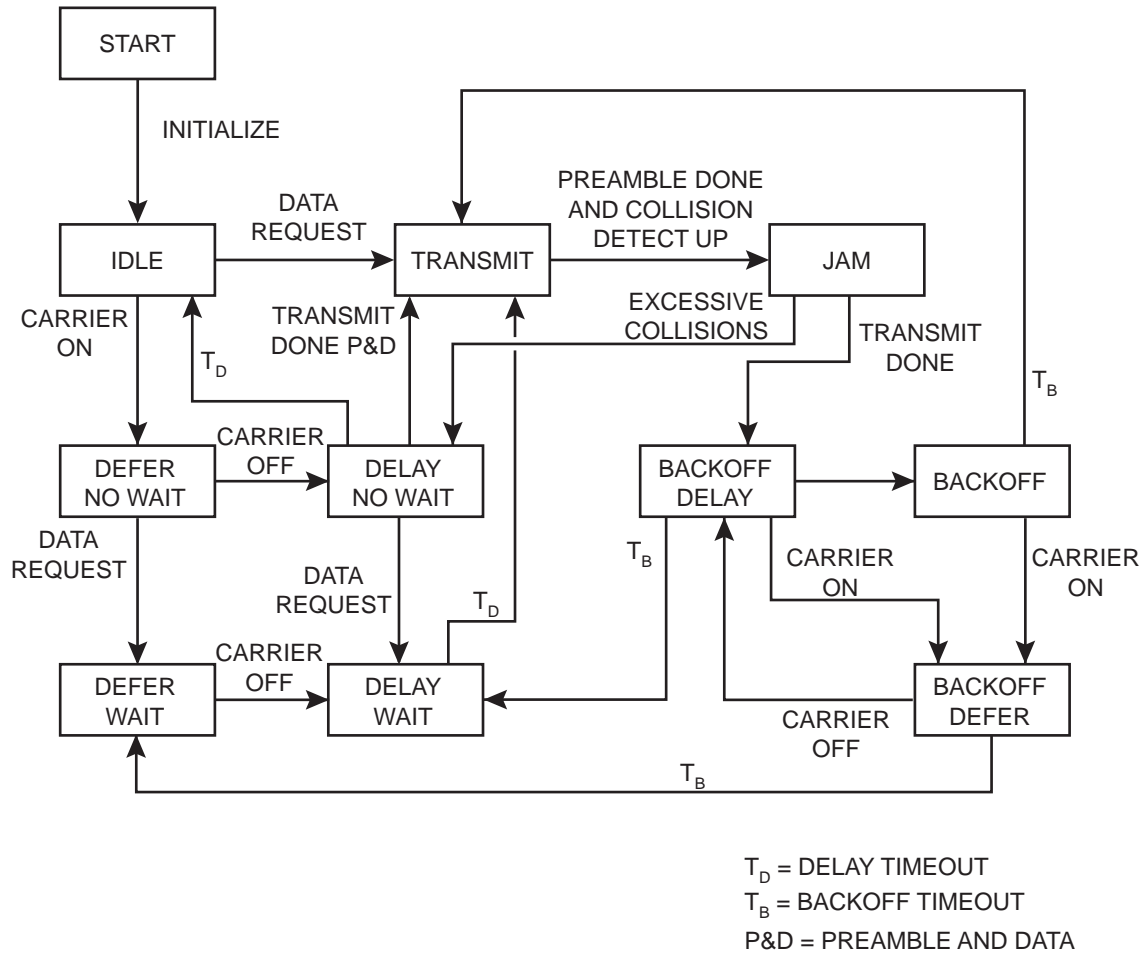 START
INITIALIZE
DATA
REQUEST
PREAMBLE DONE
AND COLLISION
DETECT UP
IDLE
TRANSMIT
JAM
CARRIER
ON
T_D
TRANSMIT
DONE P&D
EXCESSIVE
COLLISIONS
TRANSMIT
DONE
T_B
DEFER
NO WAIT
CARRIER
OFF
DELAY
NO WAIT
BACKOFF
DELAY
BACKOFF
DATA
REQUEST
DATA
REQUEST
T_D
T_B
CARRIER
ON
CARRIER
ON
DEFER
WAIT
CARRIER
OFF
DELAY
WAIT
BACKOFF
DEFER
CARRIER
OFF
T_B
T_D = DELAY TIMEOUT
T_B = BACKOFF TIMEOUT
P&D = PREAMBLE AND DATA